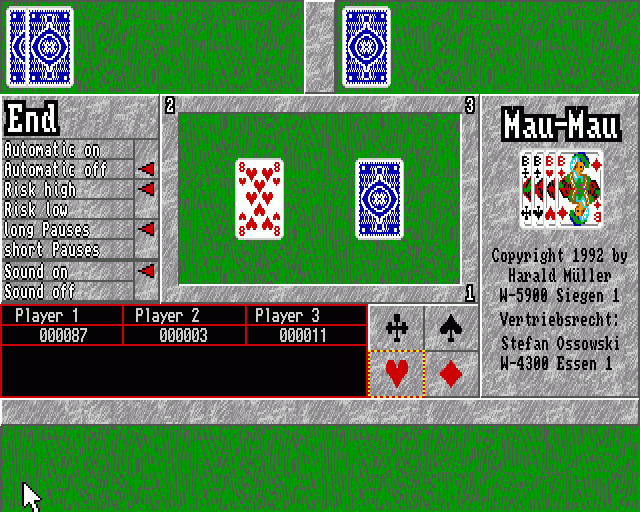 2
3
End
Mau-Mau
Automatic on
Automatic off
Risk high
Risk low
long Pauses
short Pauses
Sound on
Sound off
8 8
8 8
1
Copyright 1992 by
Harald Müller
W-5900 Siegen 1
Vertriebsrecht:
Stefan Ossowski
W-4300 Essen 1
Player 1 Player 2 Player 3
000087 000003 000011